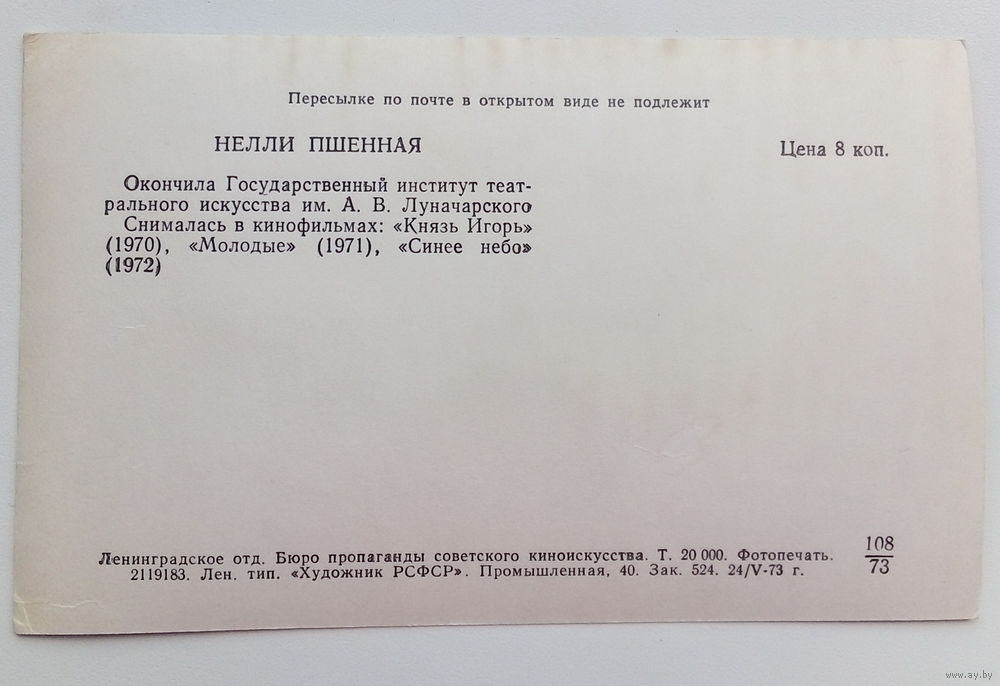 Пересылке по почте в открытом виде не подлежит
НЕЛЛИ ПШЕННАЯ
Цена 8 коп.
Окончила Государственный институт теат-
рального искусства им. А. В. Луначарского
Снималась в кинофильмах: «Князь Игорь»
(1970), «Молодые» (1971), «Синее небо»
(1972)
Ленинградское отд. Бюро пропаганды советского киноискусства. Т. 20 000. Фотопечать.
2119183. Лен. тип. «Художник РСФСР». Промышленная, 40. Зак. 524. 24/V-73 г.
108
73
www.ay.by